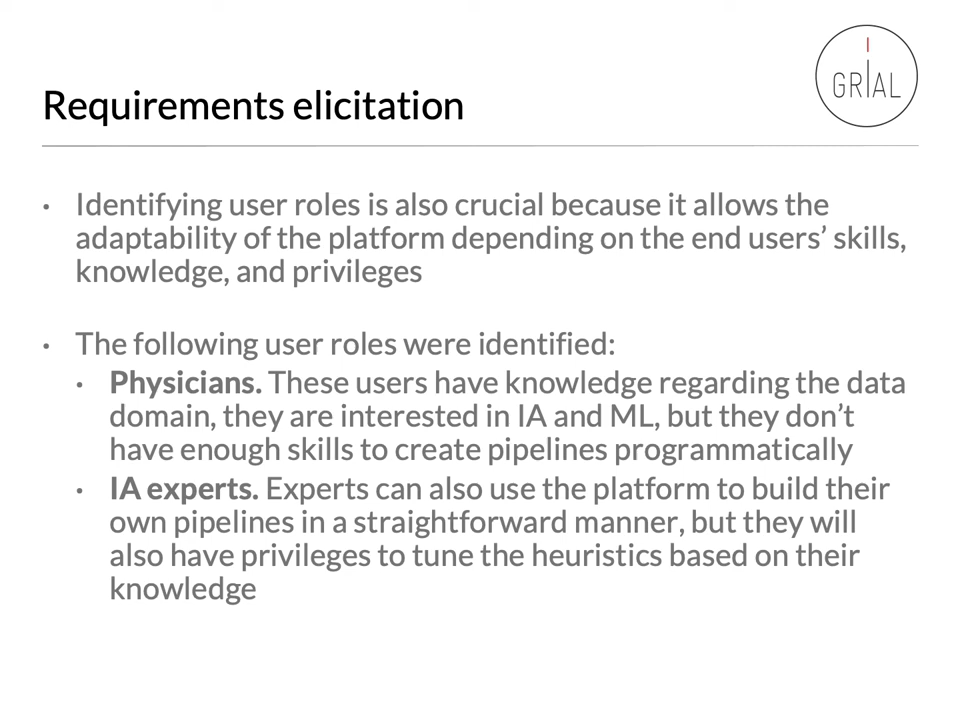 GRIAL
Requirements elicitation
• Identifying user roles is also crucial because it allows the
adaptability of the platform depending on the end users’ skills,
knowledge, and privileges
• The following user roles were identified:
• Physicians. These users have knowledge regarding the data
domain, they are interested in IA and ML, but they don’t
have enough skills to create pipelines programmatically
• IA experts. Experts can also use the platform to build their
own pipelines in a straightforward manner, but they will
also have privileges to tune the heuristics based on their
knowledge